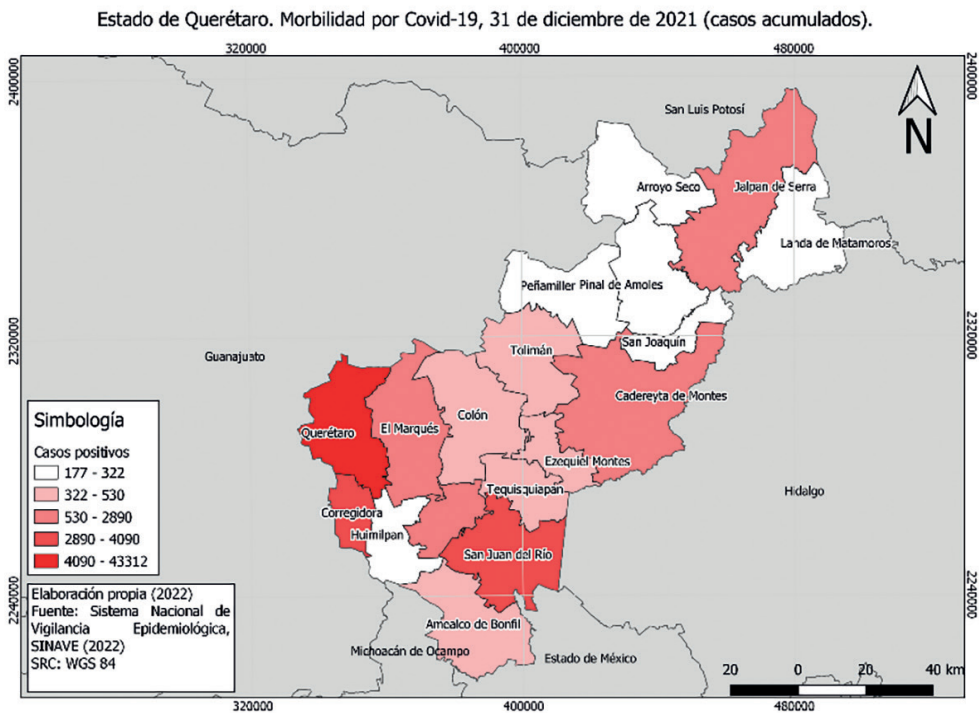 Estado de Querétaro. Morbilidad por Covid-19, 31 de diciembre de 2021 (casos acumulados).
320000
400000
480000
2400000
2400000
N
San Luis Potosí
Arroyo Seco
Jalpan de Serra
Landa de Matamoros
Peñamiller
Pinal de Amoles
2320000
2320000
San Joaquín
Tolimán
Guanajuato
Cadereyta de Montes
Colón
El Marqués
Querétaro
Ezequiel Montes
Tequisquiapan
Hidalgo
Corregidora
Huimilpan
San Juan del Río
2240000
2240000
Amealco de Bonfil
Michoacán de Ocampo
Estado de México
Simbología
Casos positivos
177 - 322
322 - 530
530 - 2890
2890 - 4090
4090 - 43312
Elaboración propia (2022)
Fuente: Sistema Nacional de
Vigilancia Epidemiológica,
SINAVE (2022)
SRC: WGS 84
20 0 20 40 km
320000
400000
480000